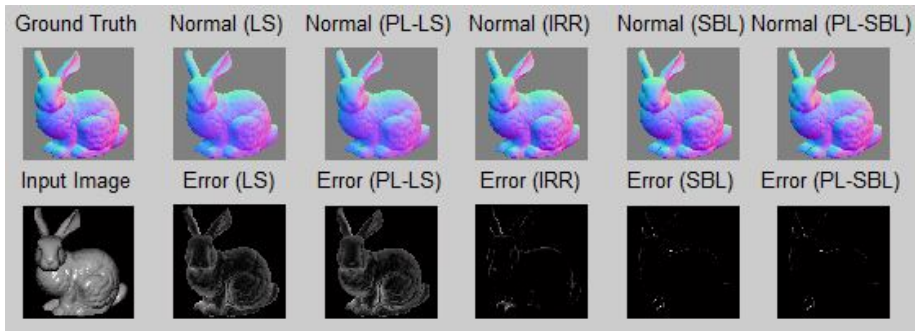 Ground Truth Normal (LS) Normal (PL-LS) Normal (IRR) Normal (SBL) Normal (PL-SBL)
Input Image Error (LS) Error (PL-LS) Error (IRR) Error (SBL) Error (PL-SBL)